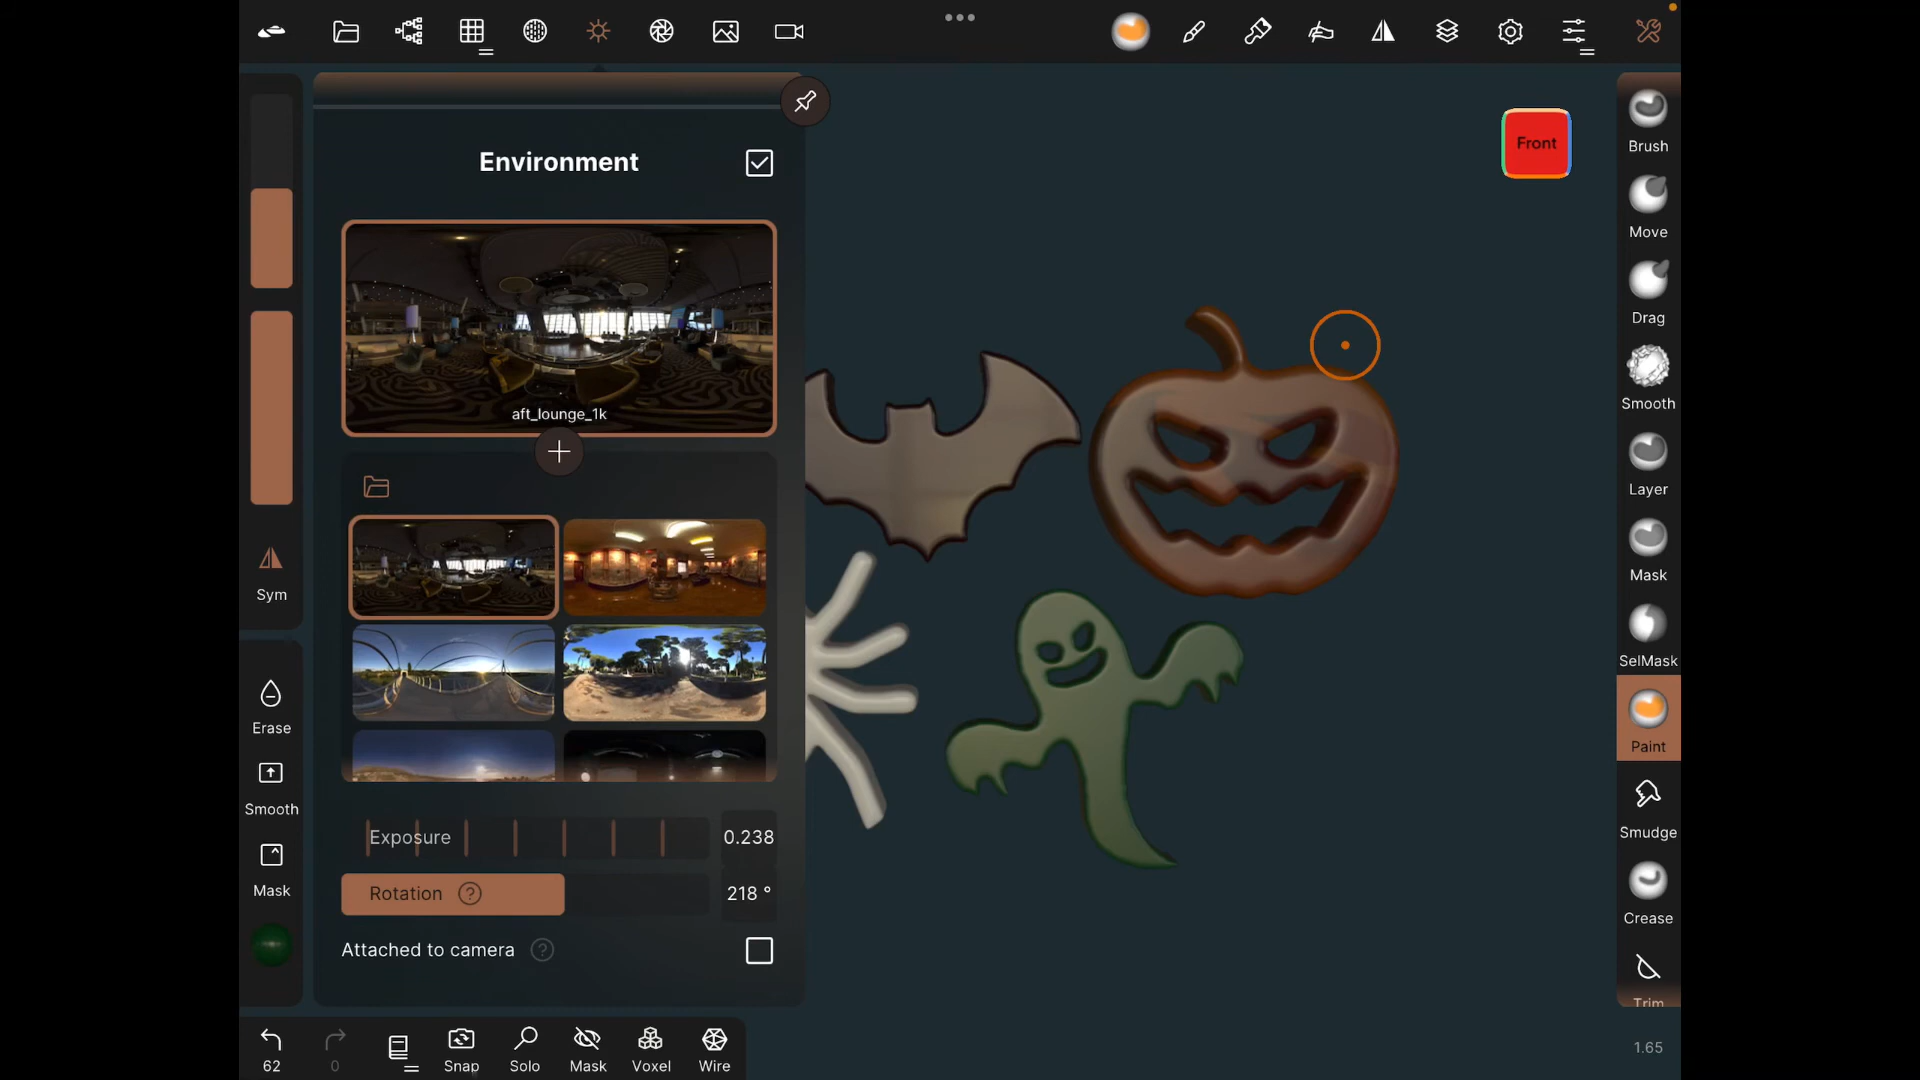 Environment
aft_lounge_1k
Exposure 0.238
Rotation ? 218 °
Attached to camera ?
Sym
Erase
Smooth
Mask
62
0
Snap
Solo
Mask
Voxel
Wire
Front
Brush
Move
Drag
Smooth
Layer
Mask
SelMask
Paint
Smudge
Crease
Trim
1.65